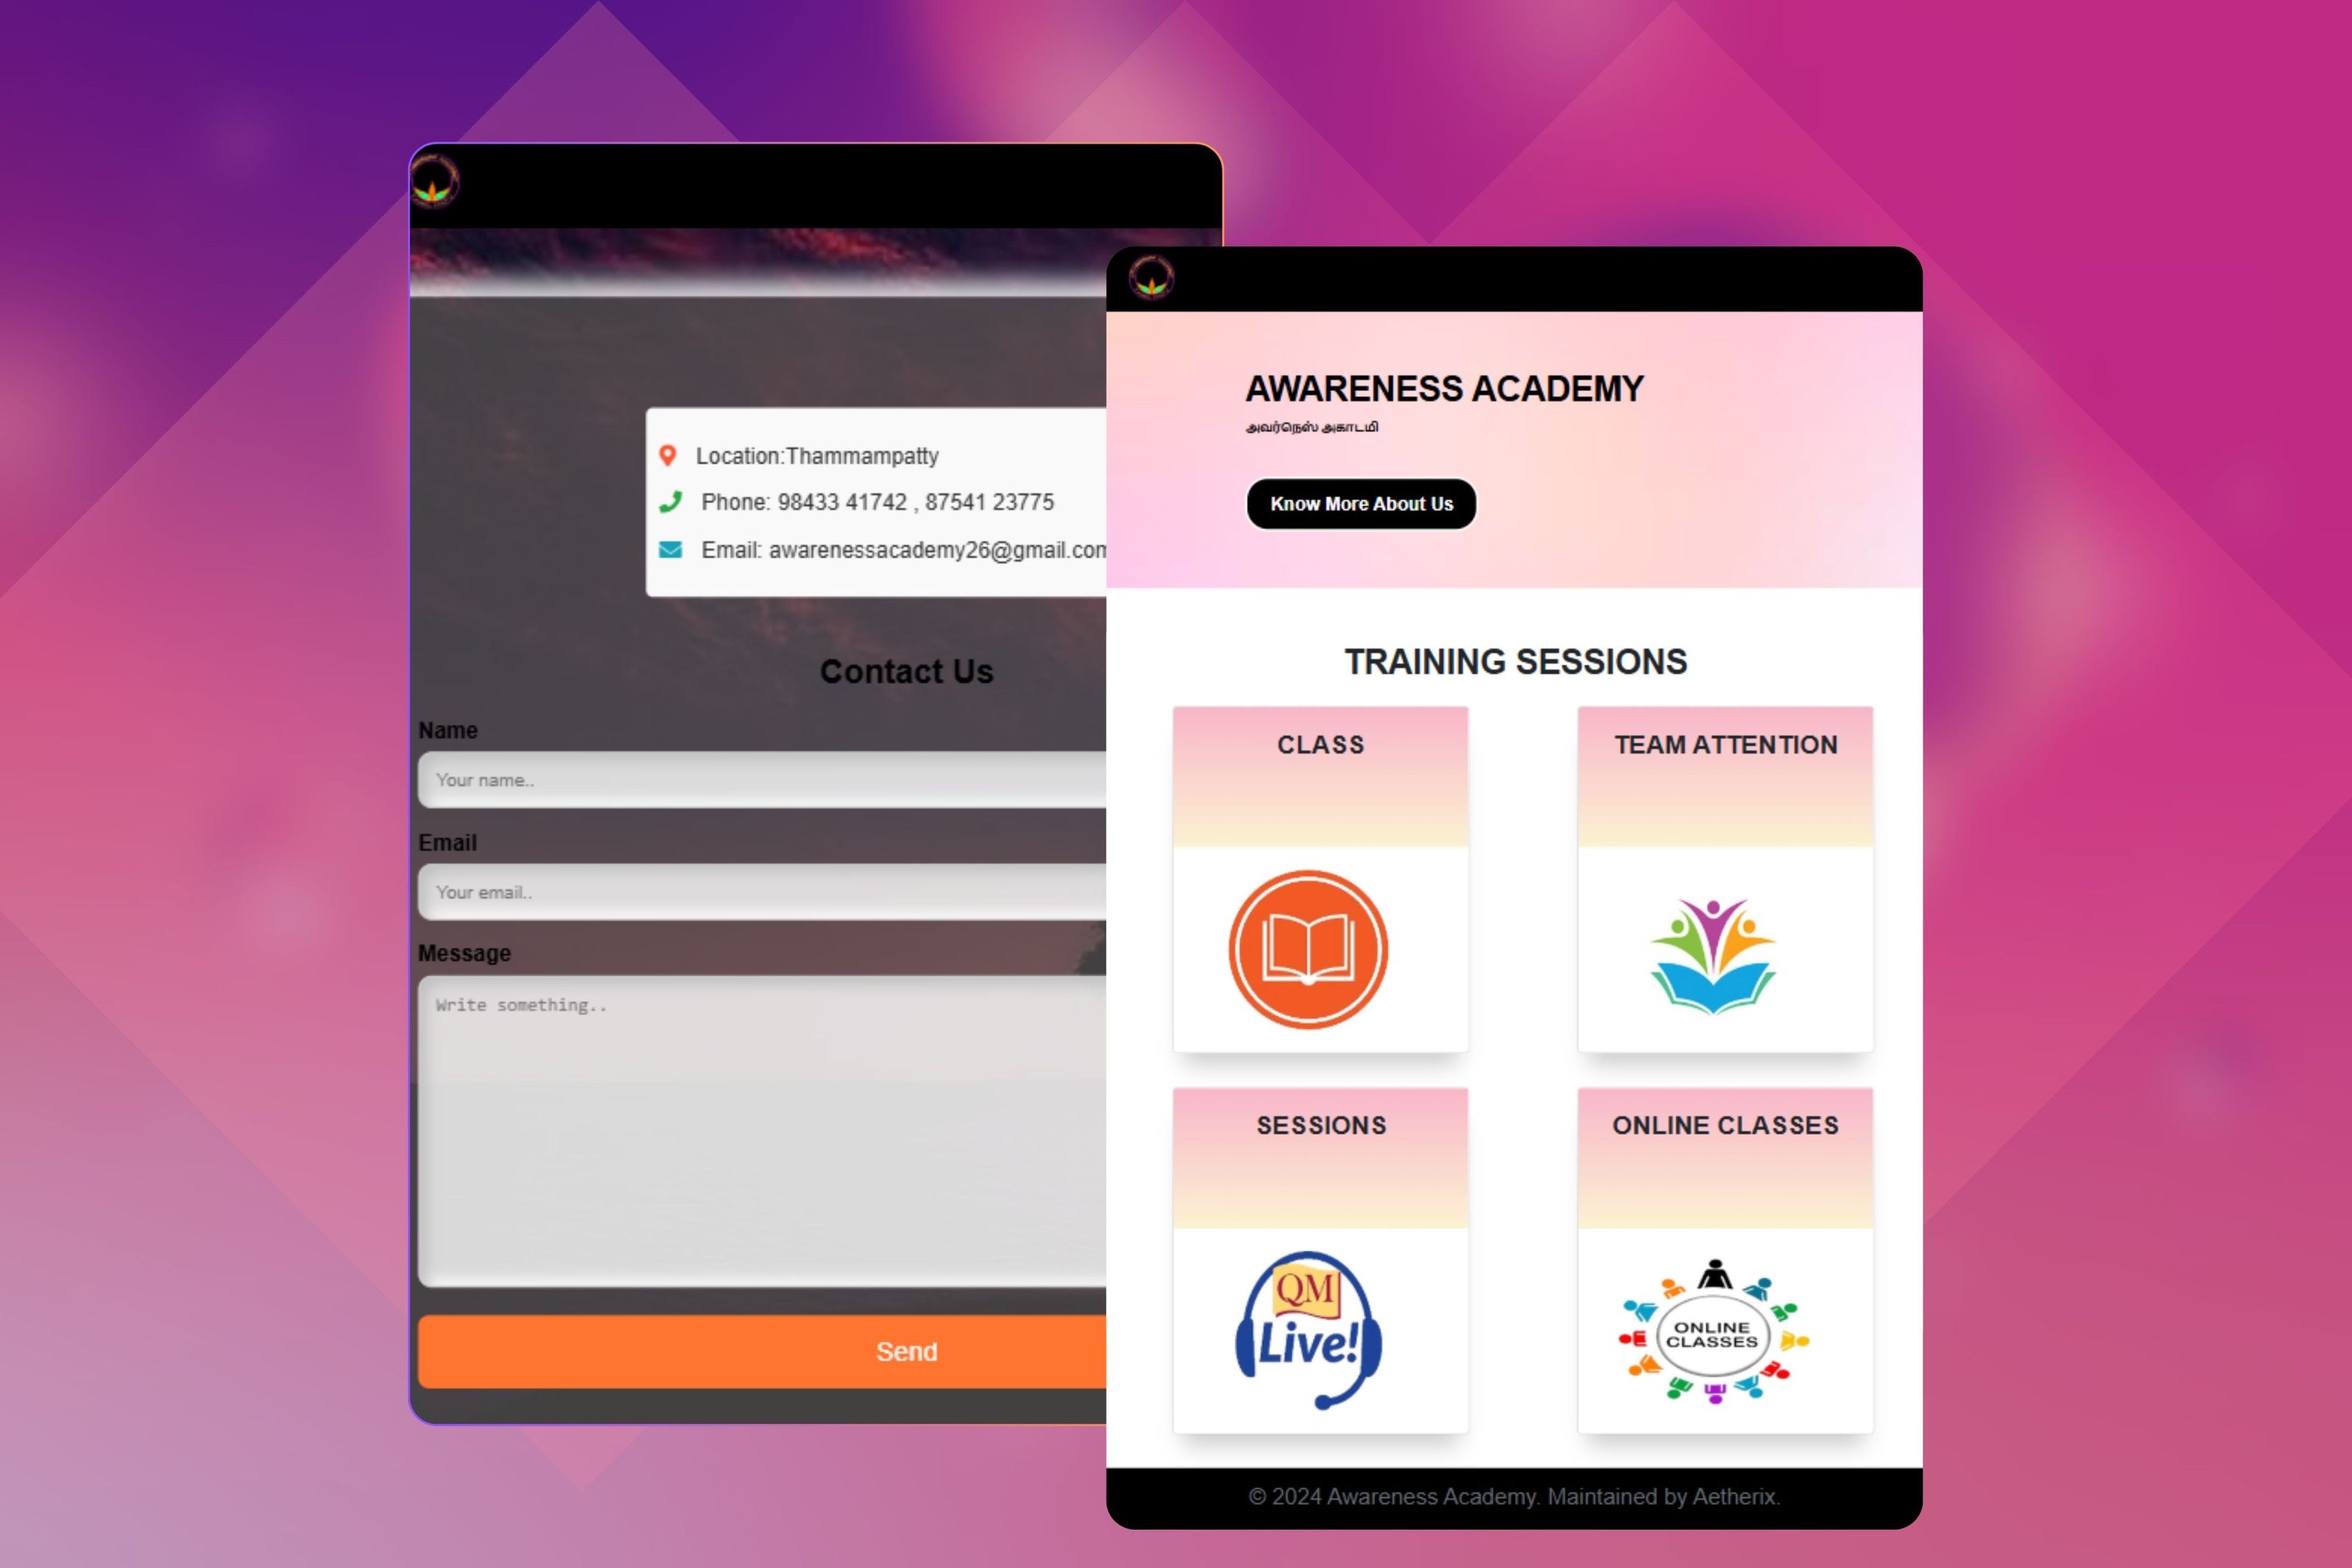 Location:Thammampatty
Phone: 98433 41742 , 87541 23775
Email: awarenessacademy26@gmail.com
Contact Us
Name
Your name..
Email
Your email..
Message
Write something..
Send
AWARENESS ACADEMY
அவர்நெஸ் அகாடமி
Know More About Us
TRAINING SESSIONS
CLASS
TEAM ATTENTION
SESSIONS
ONLINE CLASSES
QM
Live!
ONLINE
CLASSES
© 2024 Awareness Academy. Maintained by Aetherix.